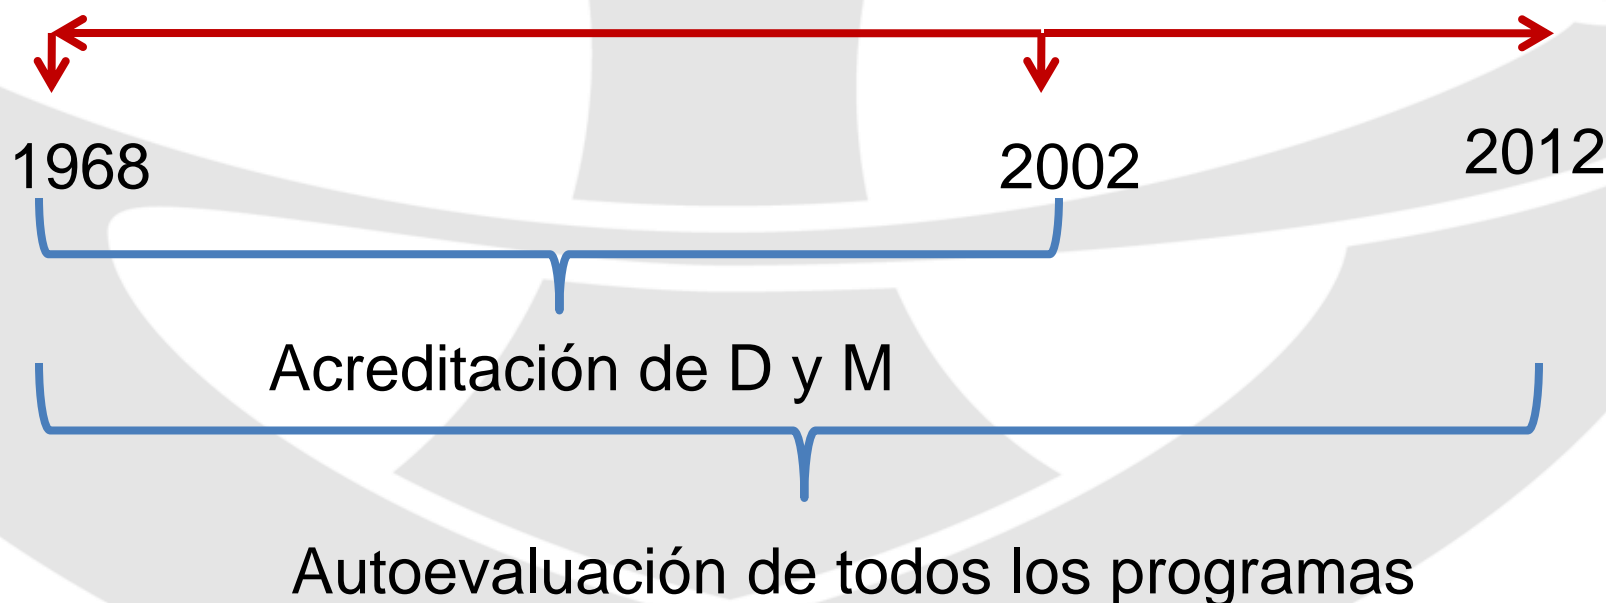 1968 2002 2012
Acreditación de D y M
Autoevaluación de todos los programas